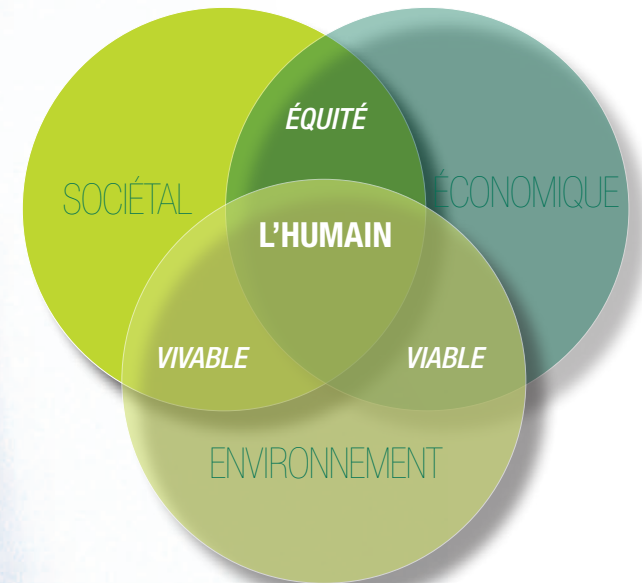 ÉQUITÉ
SOCIÉTAL
ÉCONOMIQUE
L'HUMAIN
VIVABLE
VIABLE
ENVIRONNEMENT